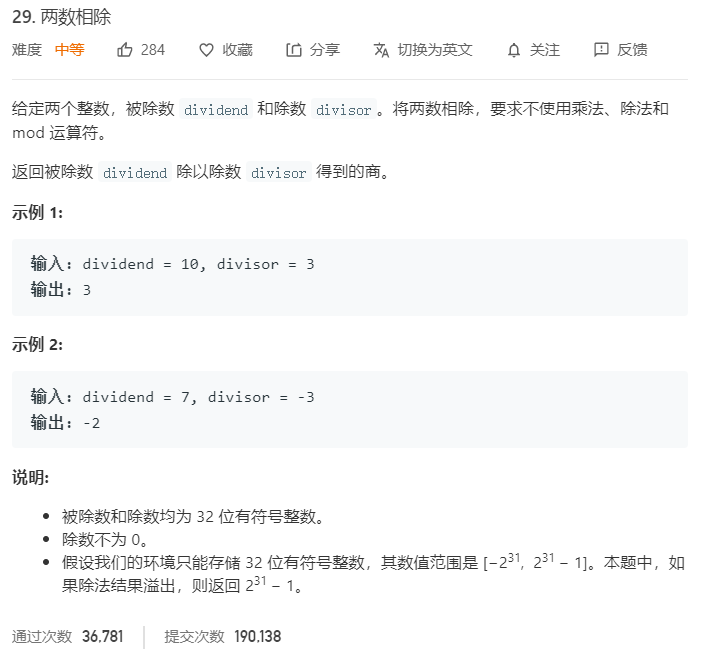 29. 两数相除
难度 中等 284 收藏 分享 切换为英文 关注 反馈
给定两个整数，被除数 dividend 和除数 divisor。将两数相除，要求不使用乘法、除法和
mod 运算符。
返回被除数 dividend 除以除数 divisor 得到的商。
示例 1:
输入: dividend = 10, divisor = 3
输出: 3
示例 2:
输入: dividend = 7, divisor = -3
输出: -2
说明:
• 被除数和除数均为 32 位有符号整数。
• 除数不为 0。
• 假设我们的环境只能存储 32 位有符号整数，其数值范围是 [−2³¹, 2³¹ − 1]。本题中，如
果除法结果溢出，则返回 2³¹ − 1。
通过次数 36,781 提交次数 190,138